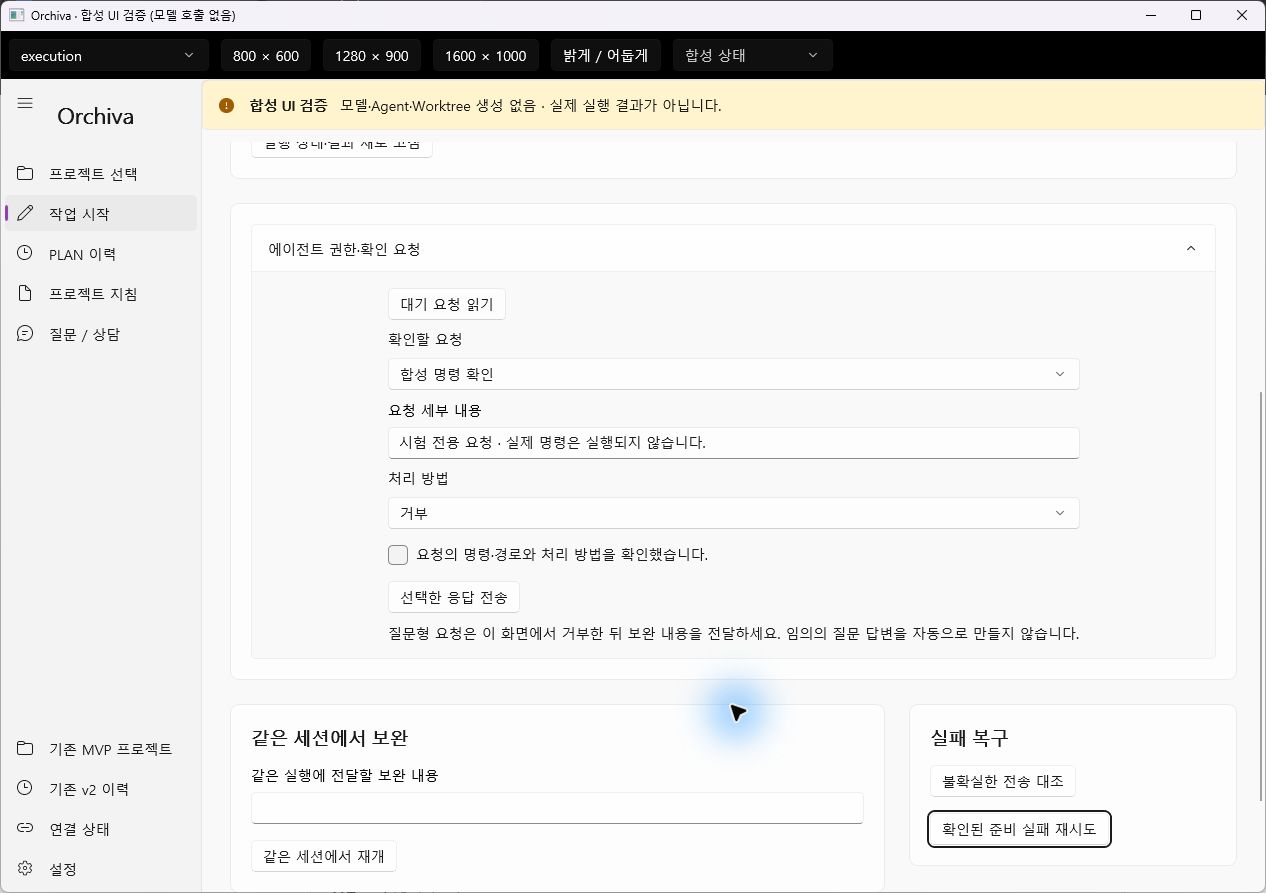 Orchiva · 합성 UI 검증 (모델 호출 없음)
execution
800 × 600
1280 × 900
1600 × 1000
밝게 / 어둡게
합성 상태
Orchiva
프로젝트 선택
작업 시작
PLAN 이력
프로젝트 지침
질문 / 상담
기존 MVP 프로젝트
기존 v2 이력
연결 상태
설정
합성 UI 검증 모델·Agent·Worktree 생성 없음 · 실제 실행 결과가 아닙니다.
실행 상태·결과 새로 고침
에이전트 권한·확인 요청
대기 요청 읽기
확인할 요청
합성 명령 확인
요청 세부 내용
시험 전용 요청 · 실제 명령은 실행되지 않습니다.
처리 방법
거부
요청의 명령·경로와 처리 방법을 확인했습니다.
선택한 응답 전송
질문형 요청은 이 화면에서 거부한 뒤 보완 내용을 전달하세요. 임의의 질문 답변을 자동으로 만들지 않습니다.
같은 세션에서 보완
같은 실행에 전달할 보완 내용
같은 세션에서 재개
실패 복구
불확실한 전송 대조
확인된 준비 실패 재시도